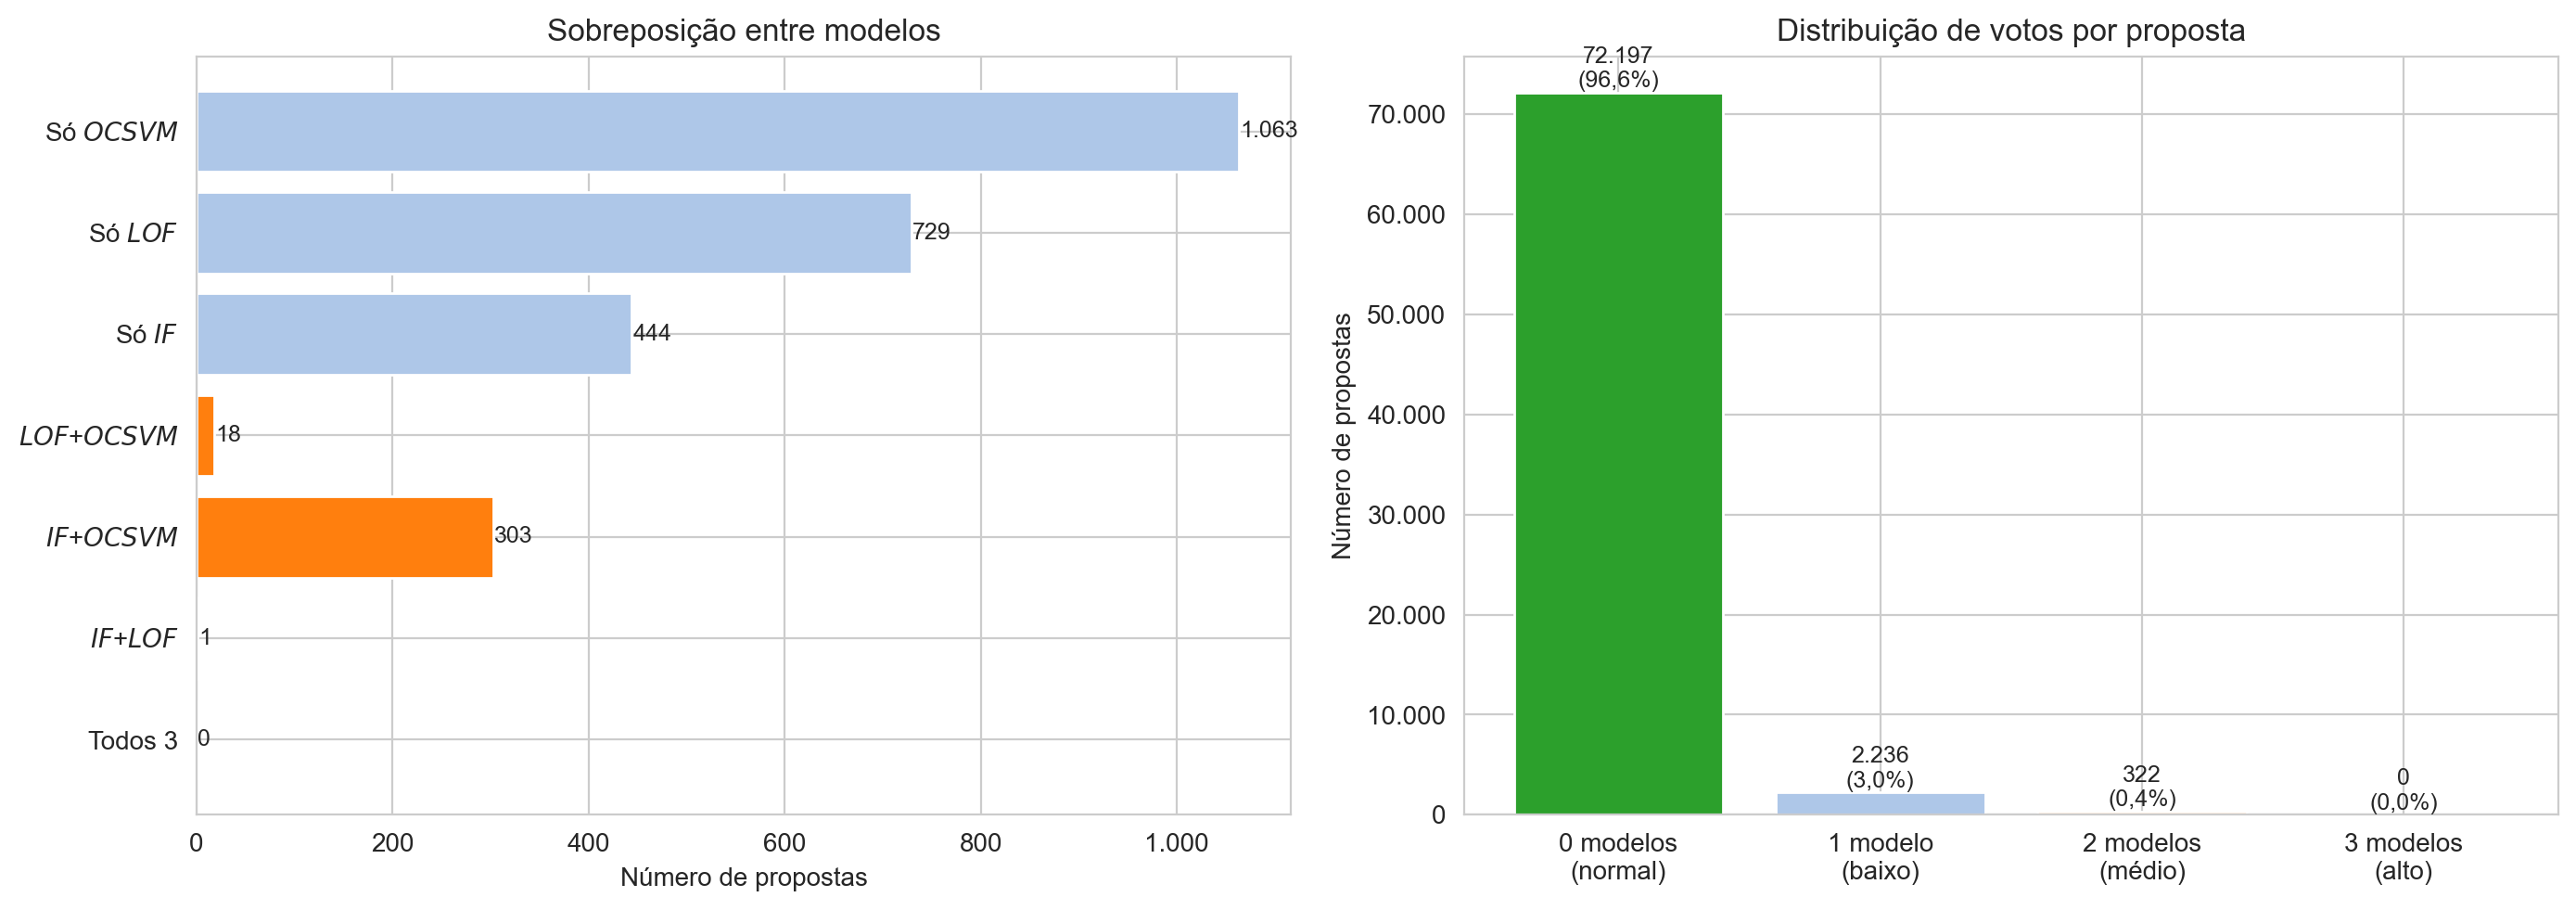 Sobreposição entre modelos
Só OCSVM
1.063
Só LOF
729
Só IF
444
LOF+OCSVM
18
IF+OCSVM
303
IF+LOF
1
Todos 3
0
0
200
400
600
800
1.000
Número de propostas
Distribuição de votos por proposta
Número de propostas
70.000
60.000
50.000
40.000
30.000
20.000
10.000
0
72.197
(96,6%)
2.236
(3,0%)
322
(0,4%)
0
(0,0%)
0 modelos
(normal)
1 modelo
(baixo)
2 modelos
(médio)
3 modelos
(alto)